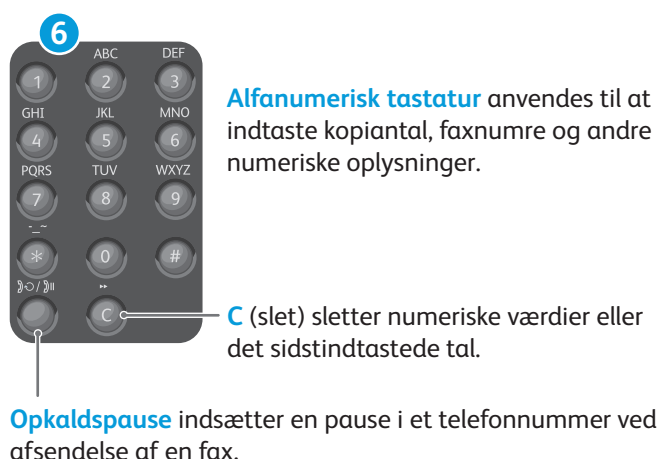 6
ABC DEF
1 2 3
GHI JKL MNO
4 5 6
PQRS TUV WXYZ
7 8 9
-_~
* 0 #
C
Alfanumerisk tastatur anvendes til at
indtaste kopiantal, faxnumre og andre
numeriske oplysninger.
C (slet) sletter numeriske værdier eller
det sidstindtastede tal.
Opkaldspause indsætter en pause i et telefonnummer ved
afsendelse af en fax.